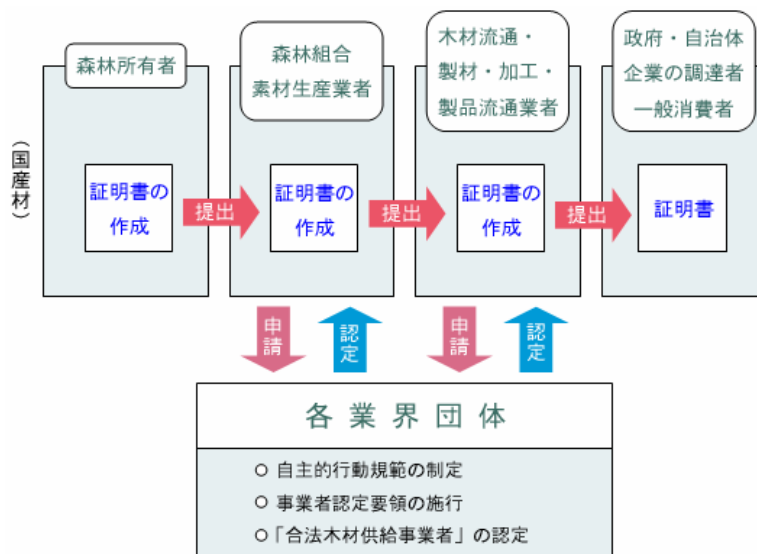 森林所有者
森林組合
素材生産業者
木材流通・
製材・加工・
製品流通業者
政府・自治体
企業の調達者
一般消費者
（国産材）
証明書の
作成
提出
証明書の
作成
提出
証明書の
作成
提出
証明書
申請
認定
申請
認定
各業界団体
○ 自主的行動規範の制定
○ 事業者認定要領の施行
○ 「合法木材供給事業者」の認定